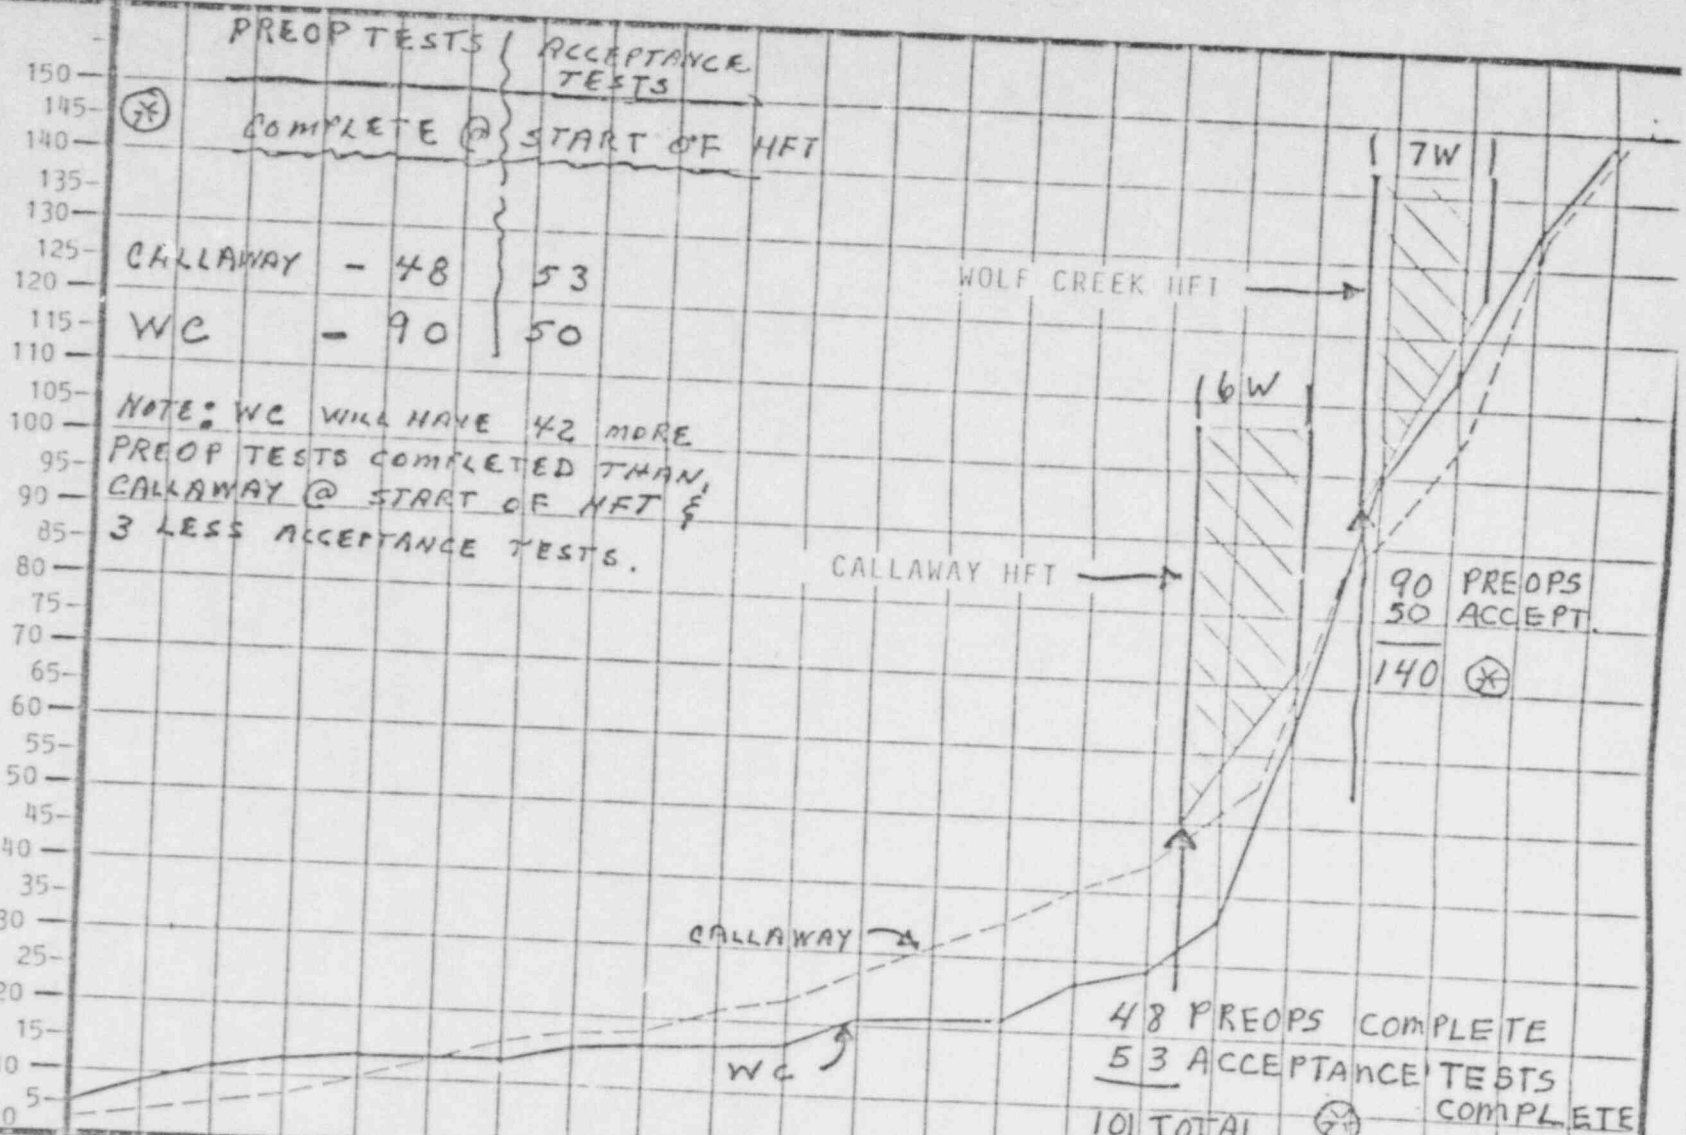 PREOP TESTS ACCEPTANCE
TESTS
COMPLETE @ START OF HFT
CALLAWAY - 48 53
WC - 90 50
NOTE: WC WILL HAVE 42 MORE
PREOP TESTS COMPLETED THAN
CALLAWAY @ START OF HFT &
3 LESS ACCEPTANCE TESTS.
150
145
140
135
130
125
120
115
110
105
100
95
90
85
80
75
70
65
60
55
50
45
40
35
30
25
20
15
10
5
0
7W
WOLF CREEK HFT
6W
CALLAWAY HFT
90 PREOPS
50 ACCEPT.
140
CALLAWAY
WC
48 PREOPS COMPLETE
53 ACCEPTANCE TESTS
COMPLETE
101 TOTAL